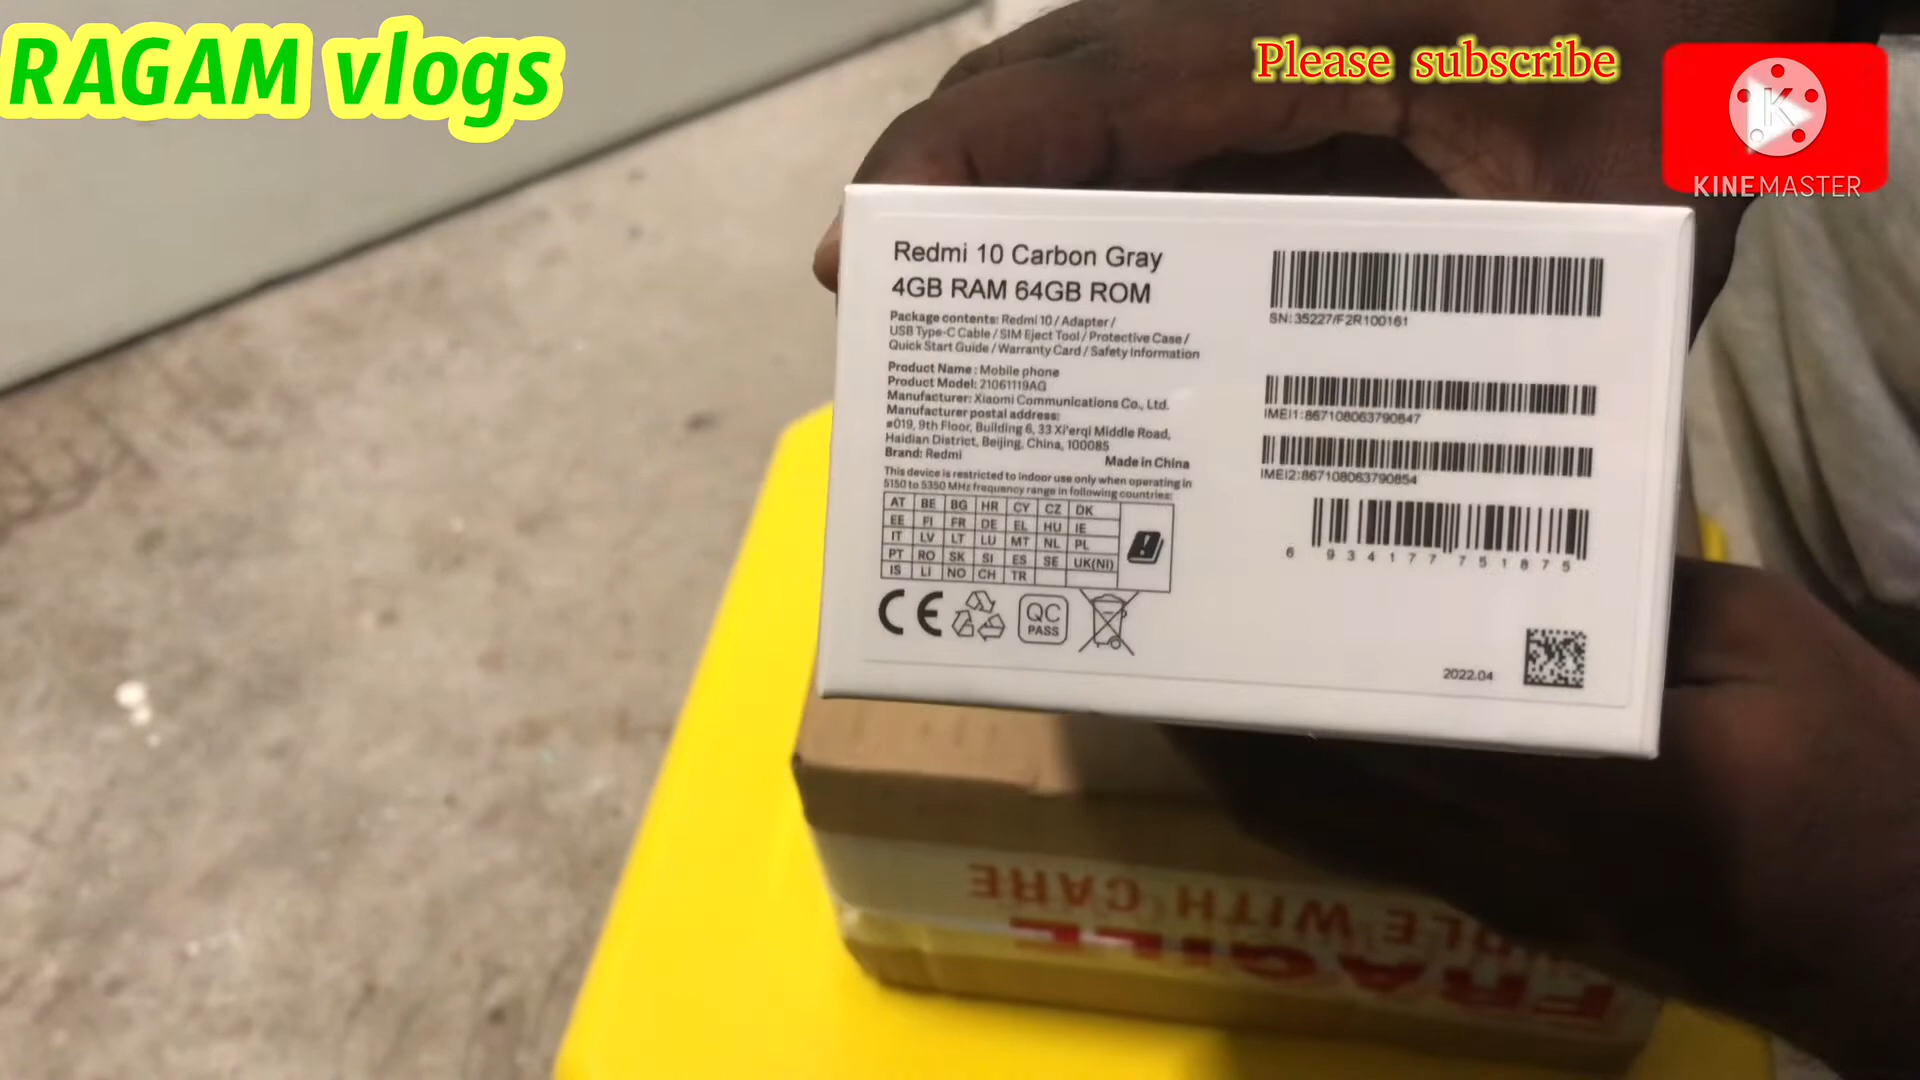 RAGAM vlogs
Please subscribe
KINEMASTER
Redmi 10 Carbon Gray
4GB RAM 64GB ROM
Package contents: Redmi 10 / Adapter /
USB Type-C Cable / SIM Eject Tool / Protective Case /
Quick Start Guide / Warranty Card / Safety Information
Product Name : Mobile phone
Product Model: 21061119AG
Manufacturer: Xiaomi Communications Co., Ltd.
Manufacturer postal address:
#019, 9th Floor, Building 6, 33 Xi'erqi Middle Road,
Haidian District, Beijing, China, 100085
Brand: Redmi
Made in China
This device is restricted to indoor use only when operating in
5150 to 5350 MHz frequency range in following countries:
AT BE BG HR CY CZ DK
EE FI FR DE EL HU IE
IT LV LT LU MT NL PL
PT RO SK SI ES SE UK(NI)
IS LI NO CH TR
CE
QC
PASS
SN:35227/F2R100161
IMEI1:867108063790847
IMEI2:867108063790854
6 934177 751875
2022.04
WITH CARE
FRAGILE